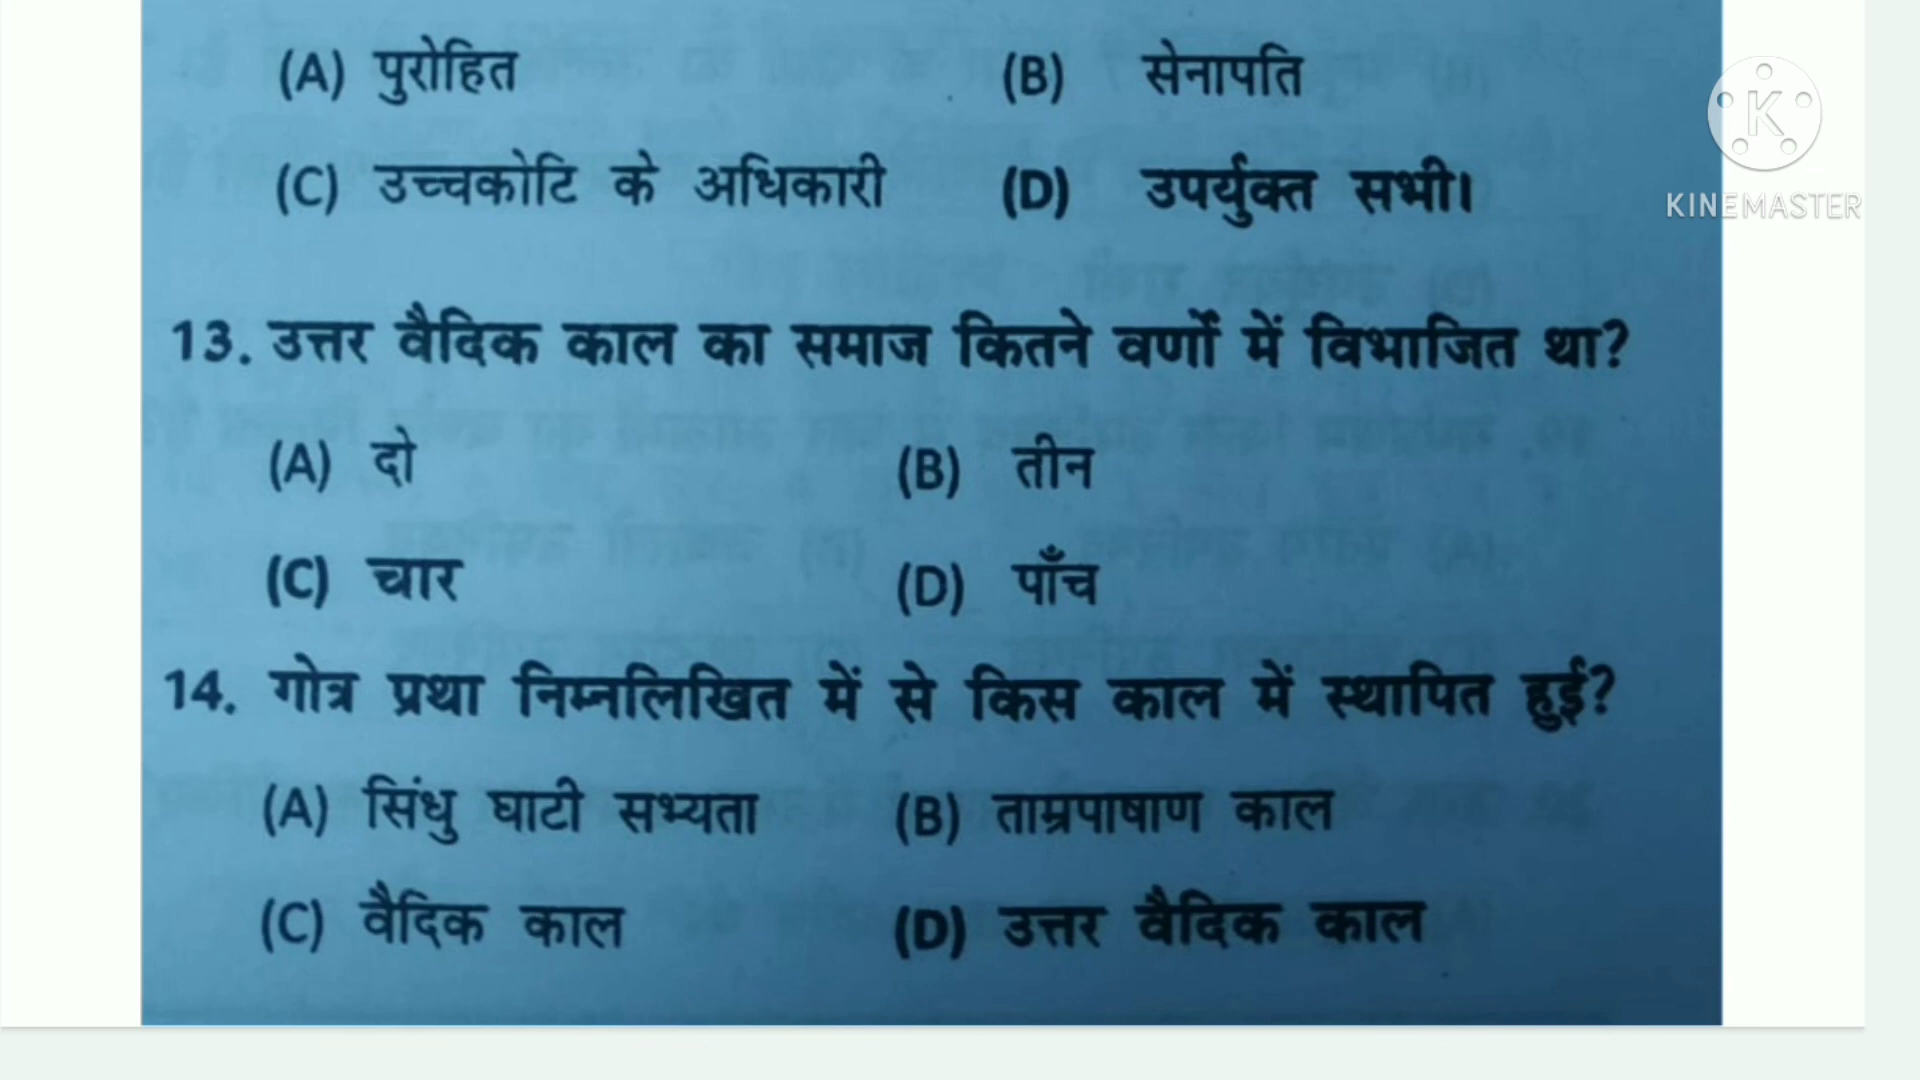 (A) पुरोहित (B) सेनापति
(C) उच्चकोटि के अधिकारी (D) उपर्युक्त सभी।
KINEMASTER
13. उत्तर वैदिक काल का समाज कितने वर्णों में विभाजित था?
(A) दो (B) तीन
(C) चार (D) पाँच
14. गोत्र प्रथा निम्नलिखित में से किस काल में स्थापित हुई?
(A) सिंधु घाटी सभ्यता (B) ताम्रपाषाण काल
(C) वैदिक काल (D) उत्तर वैदिक काल